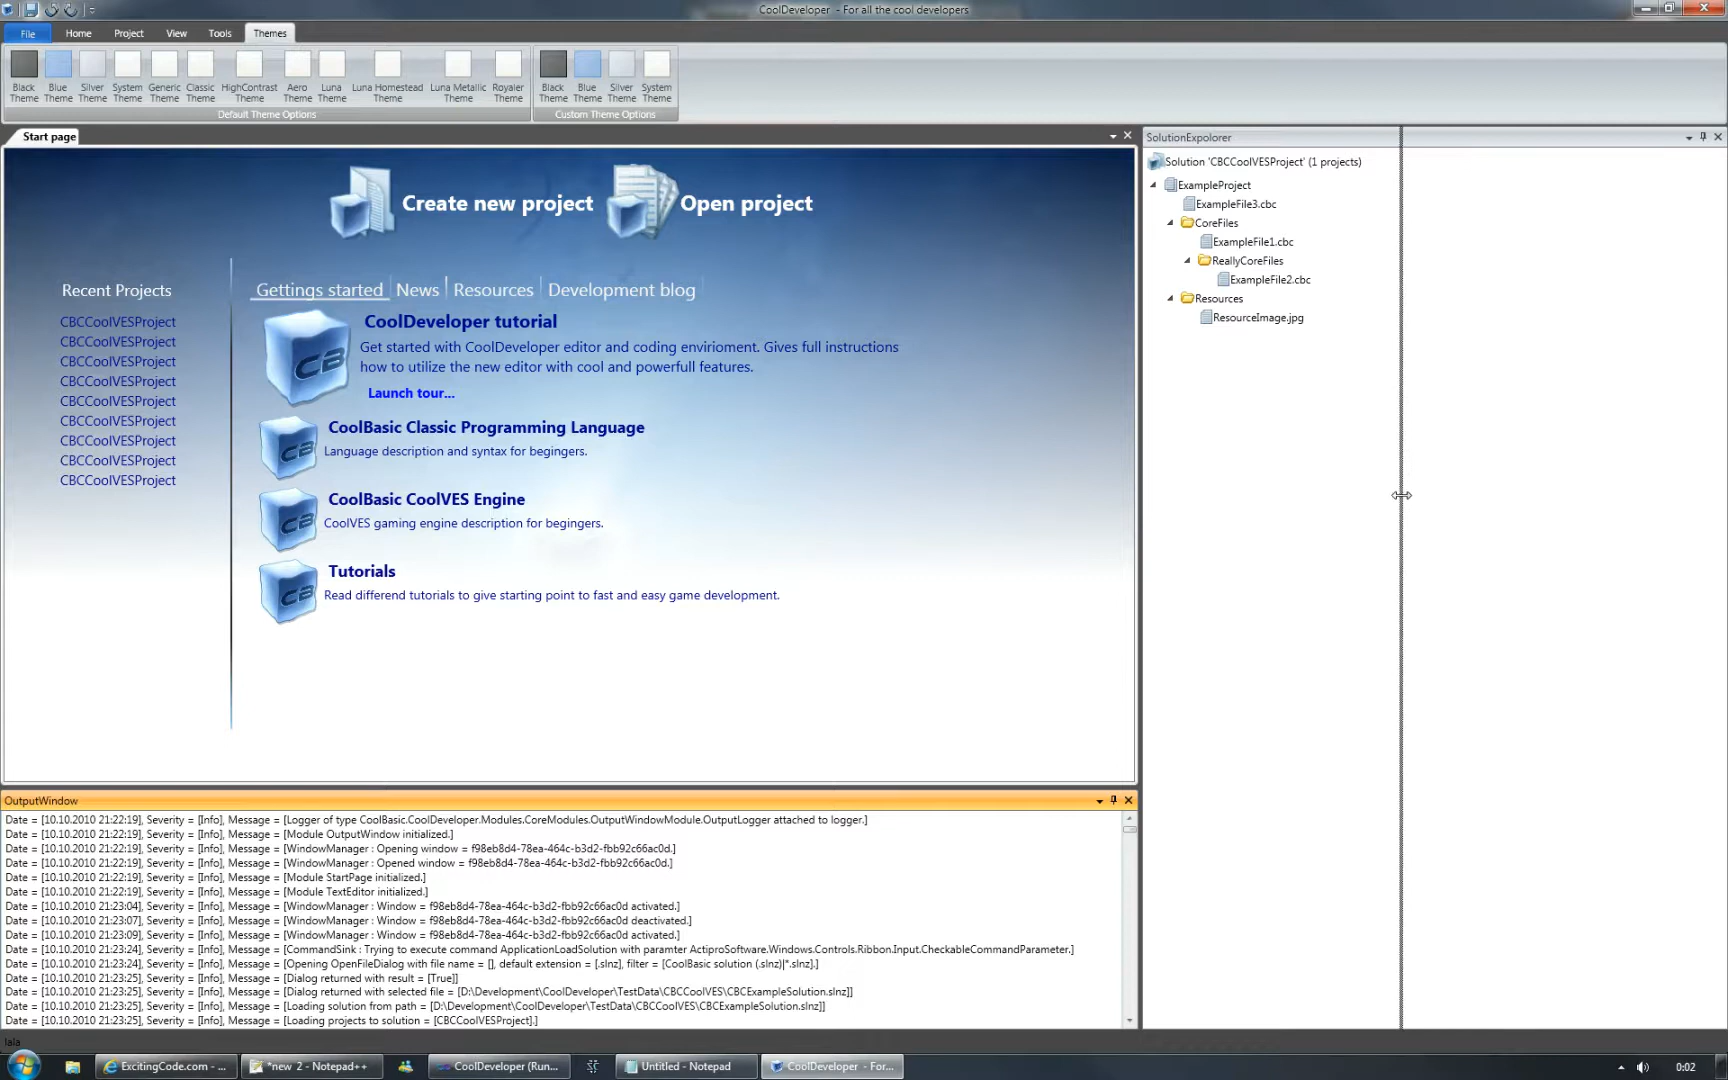 CoolDeveloper - For all the cool developers
File Home Project View Tools Themes
Black Theme Blue Theme Silver Theme System Theme Generic Theme Classic Theme HighContrast Theme Aero Theme Luna Theme Luna Homestead Theme Luna Metallic Theme Royaler Theme Black Theme Blue Theme Silver Theme System Theme
Default Theme Options Custom Theme Options
Start page
Create new project Open project
Recent Projects
CBCCoolVESProject
CBCCoolVESProject
CBCCoolVESProject
CBCCoolVESProject
CBCCoolVESProject
CBCCoolVESProject
CBCCoolVESProject
CBCCoolVESProject
CBCCoolVESProject
Gettings started News Resources Development blog
CoolDeveloper tutorial
Get started with CoolDeveloper editor and coding envirioment. Gives full instructions
how to utilize the new editor with cool and powerfull features.
Launch tour...
CoolBasic Classic Programming Language
Language description and syntax for begingers.
CoolBasic CoolVES Engine
CoolVES gaming engine description for begingers.
Tutorials
Read differend tutorials to give starting point to fast and easy game development.
SolutionExpolorer
Solution 'CBCCoolVESProject' (1 projects)
ExampleProject
ExampleFile3.cbc
CoreFiles
ExampleFile1.cbc
ReallyCoreFiles
ExampleFile2.cbc
Resources
ResourceImage.jpg
OutputWindow
Date = [10.10.2010 21:22:19], Severity = [Info], Message = [Logger of type CoolBasic.CoolDeveloper.Modules.CoreModules.OutputWindowModule.OutputLogger attached to logger.]
Date = [10.10.2010 21:22:19], Severity = [Info], Message = [Module OutputWindow initialized.]
Date = [10.10.2010 21:22:19], Severity = [Info], Message = [WindowManager : Opening window = f98eb8d4-78ea-464c-b3d2-fbb92c66ac0d.]
Date = [10.10.2010 21:22:19], Severity = [Info], Message = [WindowManager : Opened window = f98eb8d4-78ea-464c-b3d2-fbb92c66ac0d.]
Date = [10.10.2010 21:22:19], Severity = [Info], Message = [Module StartPage initialized.]
Date = [10.10.2010 21:22:19], Severity = [Info], Message = [Module TextEditor initialized.]
Date = [10.10.2010 21:23:04], Severity = [Info], Message = [WindowManager : Window = f98eb8d4-78ea-464c-b3d2-fbb92c66ac0d activated.]
Date = [10.10.2010 21:23:07], Severity = [Info], Message = [WindowManager : Window = f98eb8d4-78ea-464c-b3d2-fbb92c66ac0d deactivated.]
Date = [10.10.2010 21:23:09], Severity = [Info], Message = [WindowManager : Window = f98eb8d4-78ea-464c-b3d2-fbb92c66ac0d activated.]
Date = [10.10.2010 21:23:24], Severity = [Info], Message = [CommandSink : Trying to execute command ApplicationLoadSolution with paramter ActiproSoftware.Windows.Controls.Ribbon.Input.CheckableCommandParameter.]
Date = [10.10.2010 21:23:24], Severity = [Info], Message = [Opening OpenFileDialog with file name = [], default extension = [.slnz], filter = [CoolBasic solution (.slnz)|*.slnz].]
Date = [10.10.2010 21:23:25], Severity = [Info], Message = [Dialog returned with result = [True]]
Date = [10.10.2010 21:23:25], Severity = [Info], Message = [Dialog returned with selected file = [D:\Development\CoolDeveloper\TestData\CBCCoolVES\CBCExampleSolution.slnz]]
Date = [10.10.2010 21:23:25], Severity = [Info], Message = [Loading solution from path = [D:\Development\CoolDeveloper\TestData\CBCCoolVES\CBCExampleSolution.slnz]]
Date = [10.10.2010 21:23:25], Severity = [Info], Message = [Loading projects to solution = [CBCCoolVESProject].]
lala
ExcitingCode.com - ... *new 2 - Notepad++ CoolDeveloper (Run... Untitled - Notepad CoolDeveloper - For... 0:02